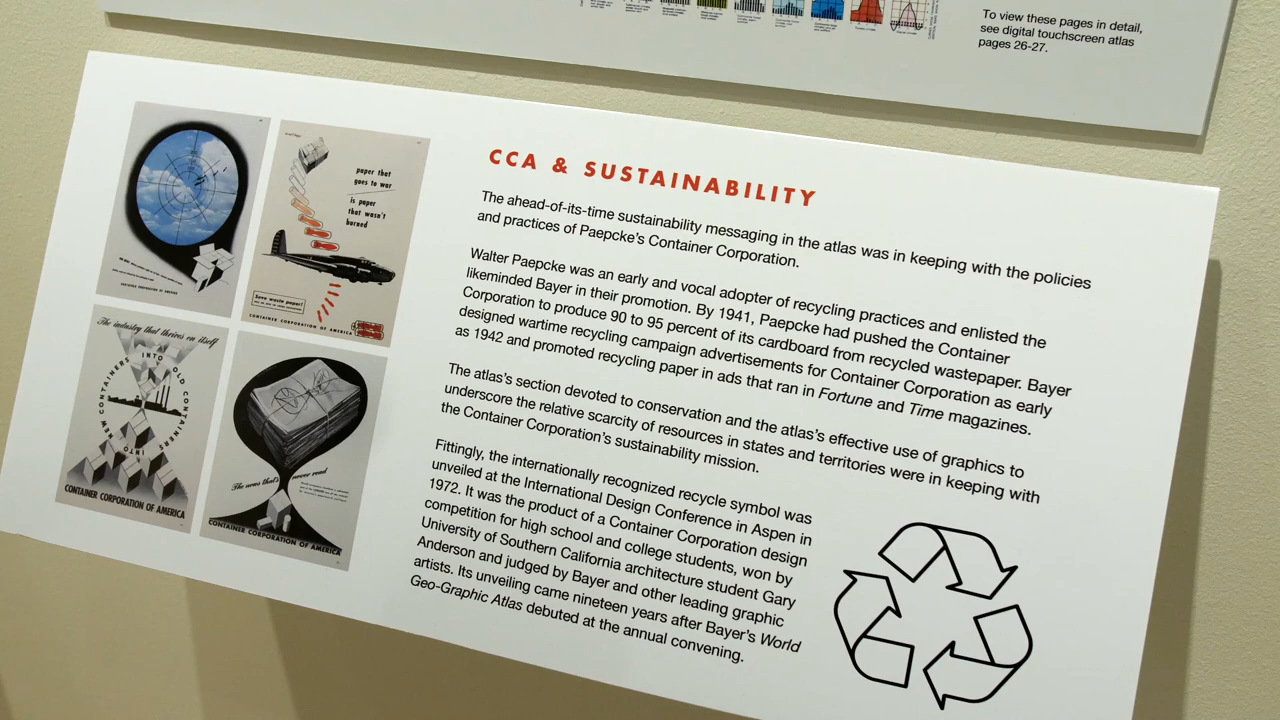 To view these pages in detail,
see digital touchscreen atlas
pages 26-27.
paper that
goes to war
is paper
that wasn't
burned
Save waste paper!
CONTAINER CORPORATION OF AMERICA
The industry that thrives on itself
NEW CONTAINERS INTO OLD CONTAINERS INTO
CONTAINER CORPORATION OF AMERICA
The news that's never read
CONTAINER CORPORATION OF AMERICA
CCA & SUSTAINABILITY
The ahead-of-its-time sustainability messaging in the atlas was in keeping with the policies
and practices of Paepcke's Container Corporation.
Walter Paepcke was an early and vocal adopter of recycling practices and enlisted the
likeminded Bayer in their promotion. By 1941, Paepcke had pushed the Container
Corporation to produce 90 to 95 percent of its cardboard from recycled wastepaper. Bayer
designed wartime recycling campaign advertisements for Container Corporation as early
as 1942 and promoted recycling paper in ads that ran in Fortune and Time magazines.
The atlas's section devoted to conservation and the atlas's effective use of graphics to
underscore the relative scarcity of resources in states and territories were in keeping with
the Container Corporation's sustainability mission.
Fittingly, the internationally recognized recycle symbol was
unveiled at the International Design Conference in Aspen in
1972. It was the product of a Container Corporation design
competition for high school and college students, won by
University of Southern California architecture student Gary
Anderson and judged by Bayer and other leading graphic
artists. Its unveiling came nineteen years after Bayer's World
Geo-Graphic Atlas debuted at the annual convening.